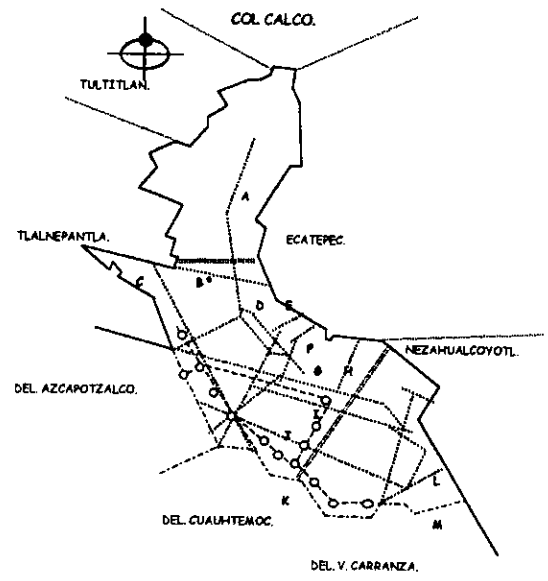 COL CALCO.
TULTITLAN.
A
TLALNEPANTLA.
ECATEPEC.
C
B
D
E
F
NEZAHUALCOYOTL.
G
H
DEL. AZCAPOTZALCO.
I
J
L
K
DEL. CUAUHTEMOC.
M
DEL. V. CARRANZA.